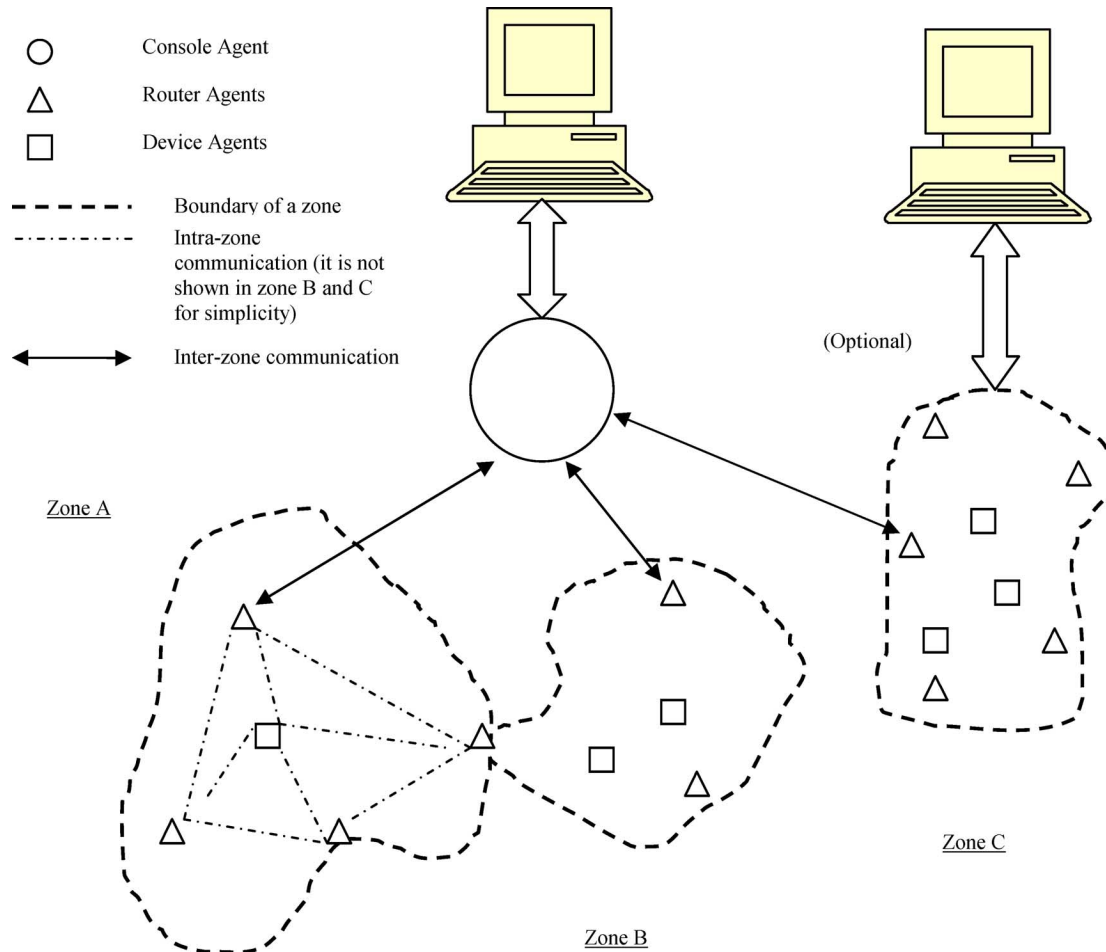 Console Agent
Router Agents
Device Agents
Boundary of a zone
Intra-zone
communication (it is not
shown in zone B and C
for simplicity)
Inter-zone communication
(Optional)
Zone A
Zone C
Zone B